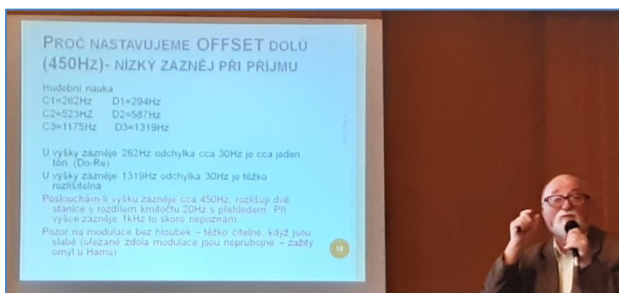 PROČ NASTAVUJEME OFFSET DOLŮ
(450Hz)- NÍZKÝ ZÁZNĚJ PŘI PŘÍJMU
Hudební nauka
C1=262Hz D1=294Hz
C2=523HZ D2=587Hz
C3=1175Hz D3=1319Hz
U výšky zázněje 262Hz odchylka cca 30Hz je cca jeden
tón. (Do-Re)
U výšky zázněje 1319Hz odchylka 30Hz je těžko
rozlišitelná
Poslouchám-li výšku zázněje cca 450Hz, rozlišuji dvě
stanice s rozdílem kmitočtu 20Hz s přehledem. Při
výšce zázněje 1kHz to skoro nepoznám.
Pozor na modulace bez hloubek – těžko čitelné, když jsou
slabé (ořezané zdola modulace jsou neprůbojné – zažitý
omyl u Hams)
18